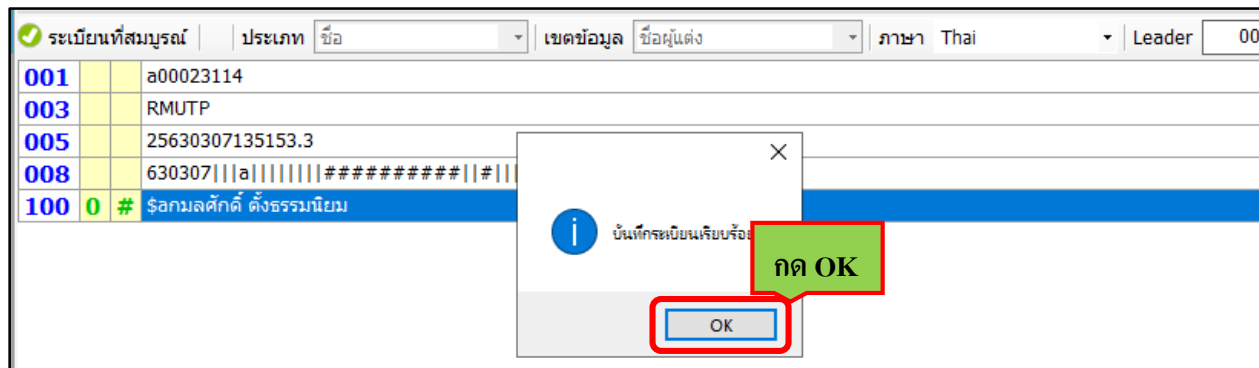 ระเบียนที่สมบูรณ์ ประเภท ชื่อ เขตข้อมูล ชื่อผู้แต่ง ภาษา Thai Leader 00
001 a00023114
003 RMUTP
005 25630307135153.3
008 630307|||a||||||||##########||#|||
100 0 # $aกมลศักดิ์ ตั้งธรรมนิยม
บันทึกระเบียนเรียบร้อย
กด OK
OK